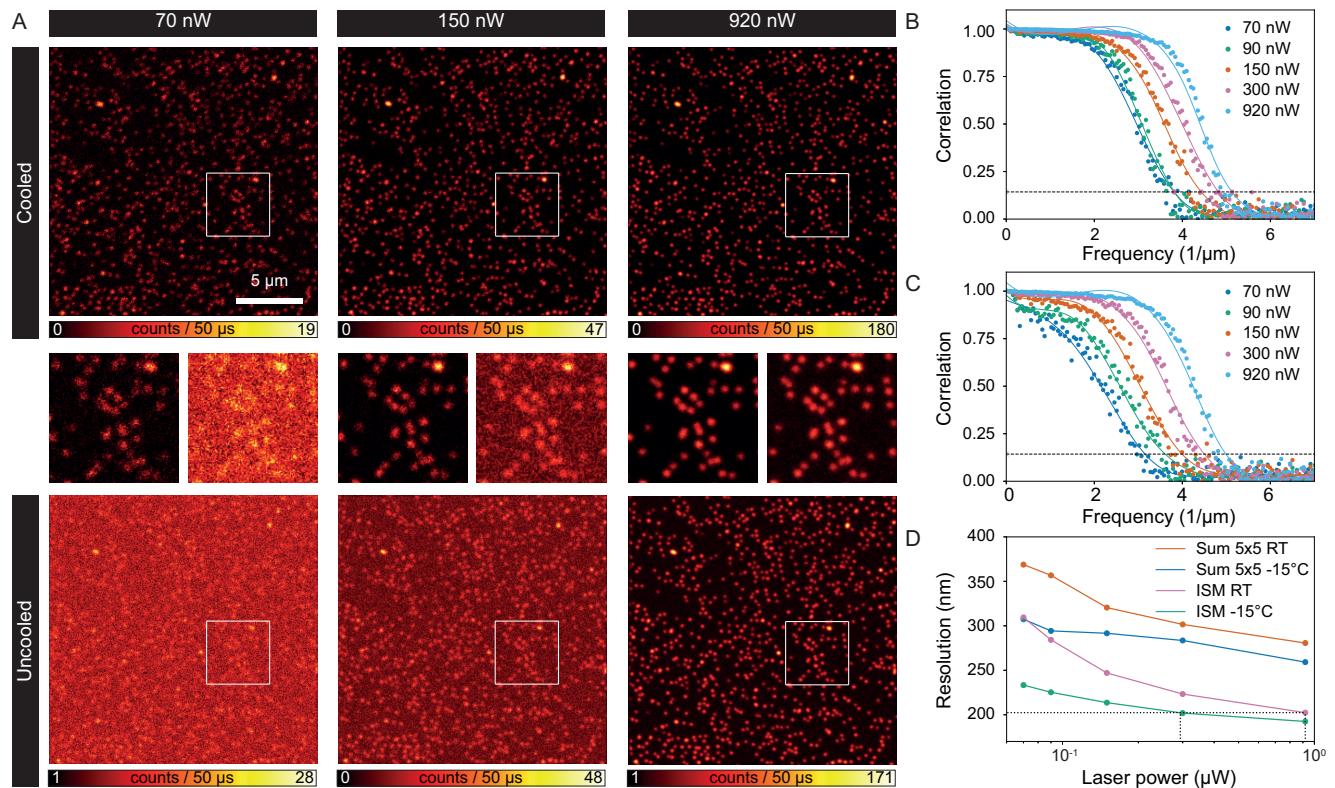 A
70 nW
150 nW
920 nW
Cooled
5 µm
0 counts / 50 µs 19
0 counts / 50 µs 47
0 counts / 50 µs 180
Uncooled
1 counts / 50 µs 28
0 counts / 50 µs 48
1 counts / 50 µs 171
B
Correlation
1.00
0.75
0.50
0.25
0.00
0
2
4
6
Frequency (1/µm)
70 nW
90 nW
150 nW
300 nW
920 nW
C
Correlation
1.00
0.75
0.50
0.25
0.00
0
2
4
6
Frequency (1/µm)
70 nW
90 nW
150 nW
300 nW
920 nW
D
Resolution (nm)
400
350
300
250
200
10⁻¹
10⁰
Laser power (µW)
Sum 5x5 RT
Sum 5x5 -15°C
ISM RT
ISM -15°C